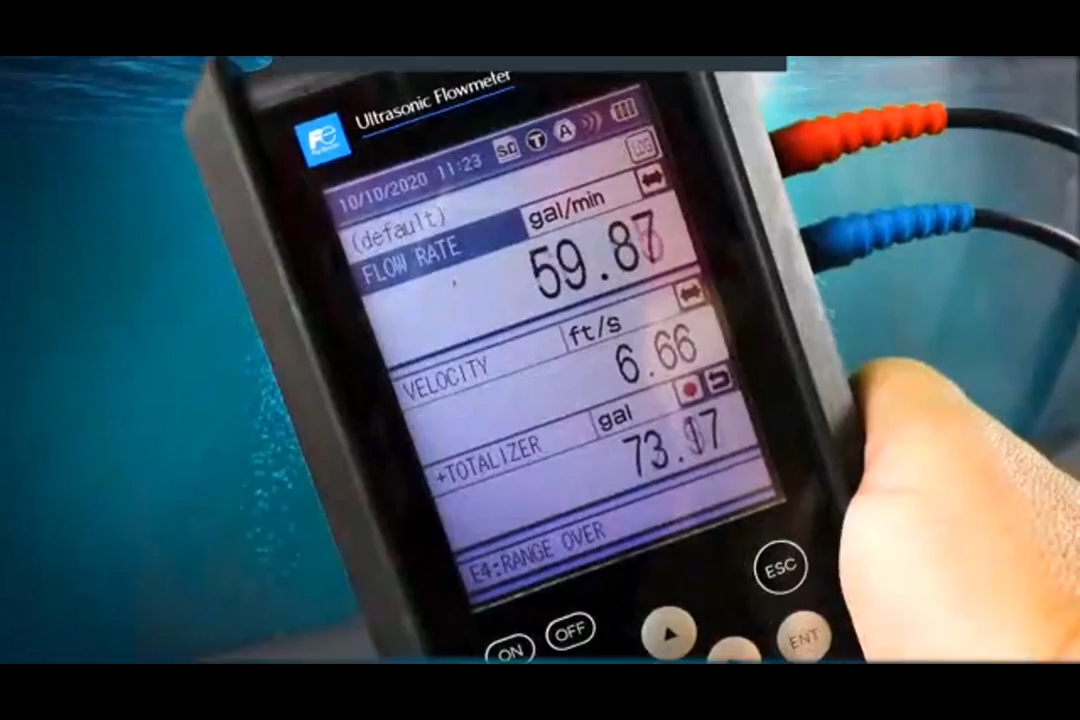 Ultrasonic Flowmeter
Fe
10/10/2020 11:23 SD T A
LOG
(default)
FLOW RATE gal/min
59.87
VELOCITY ft/s
6.66
+TOTALIZER gal
E4:RANGE OVER
ESC
ON OFF
ENT